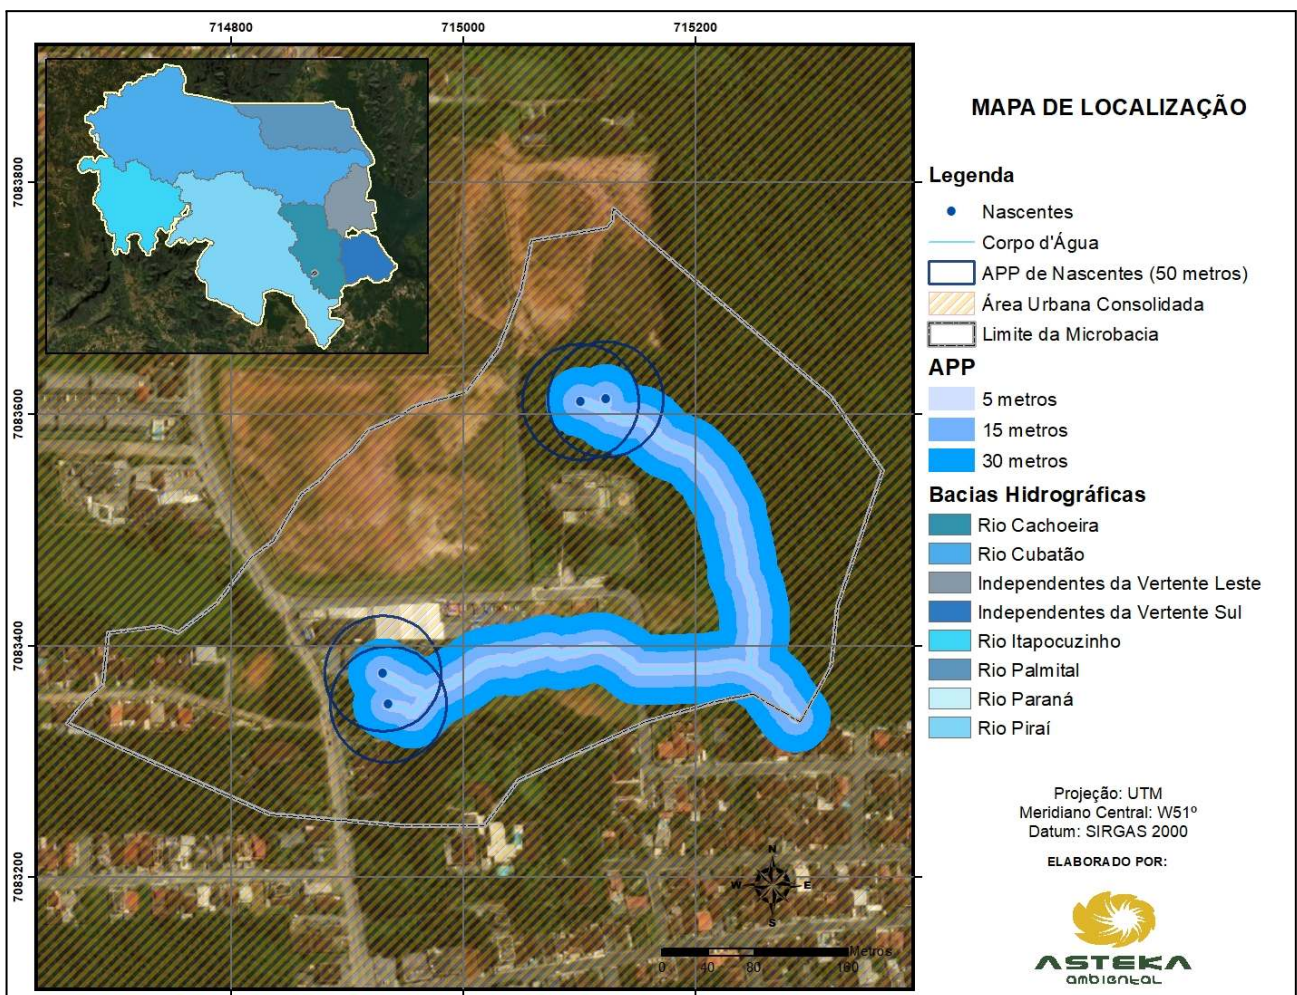 714800
715000
715200
7083800
7083600
7083400
7083200
MAPA DE LOCALIZAÇÃO
Legenda
Nascentes
Corpo d'Água
APP de Nascentes (50 metros)
Área Urbana Consolidada
Limite da Microbacia
APP
5 metros
15 metros
30 metros
Bacias Hidrográficas
Rio Cachoeira
Rio Cubatão
Independentes da Vertente Leste
Independentes da Vertente Sul
Rio Itapocuzinho
Rio Palmital
Rio Paraná
Rio Piraí
Projeção: UTM
Meridiano Central: W51º
Datum: SIRGAS 2000
ELABORADO POR:
ASTEKA
ambiental
N
W E
S
Metros
0 40 80 160